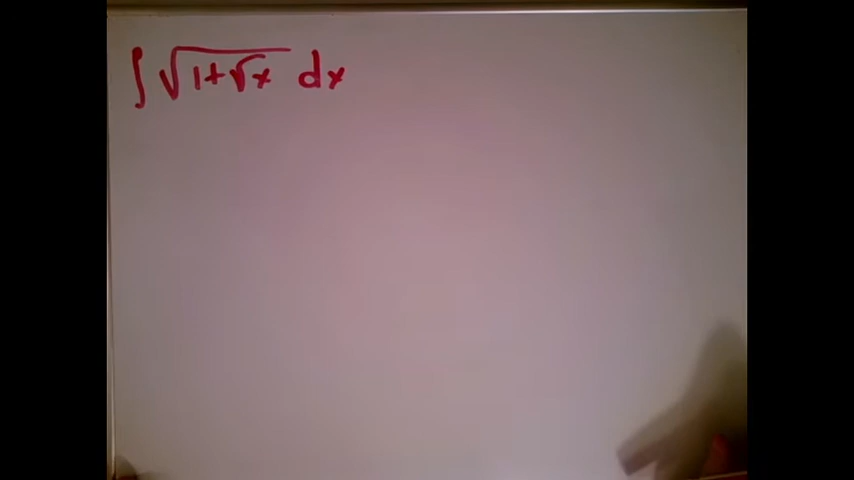 ∫ √(1+√x) dx